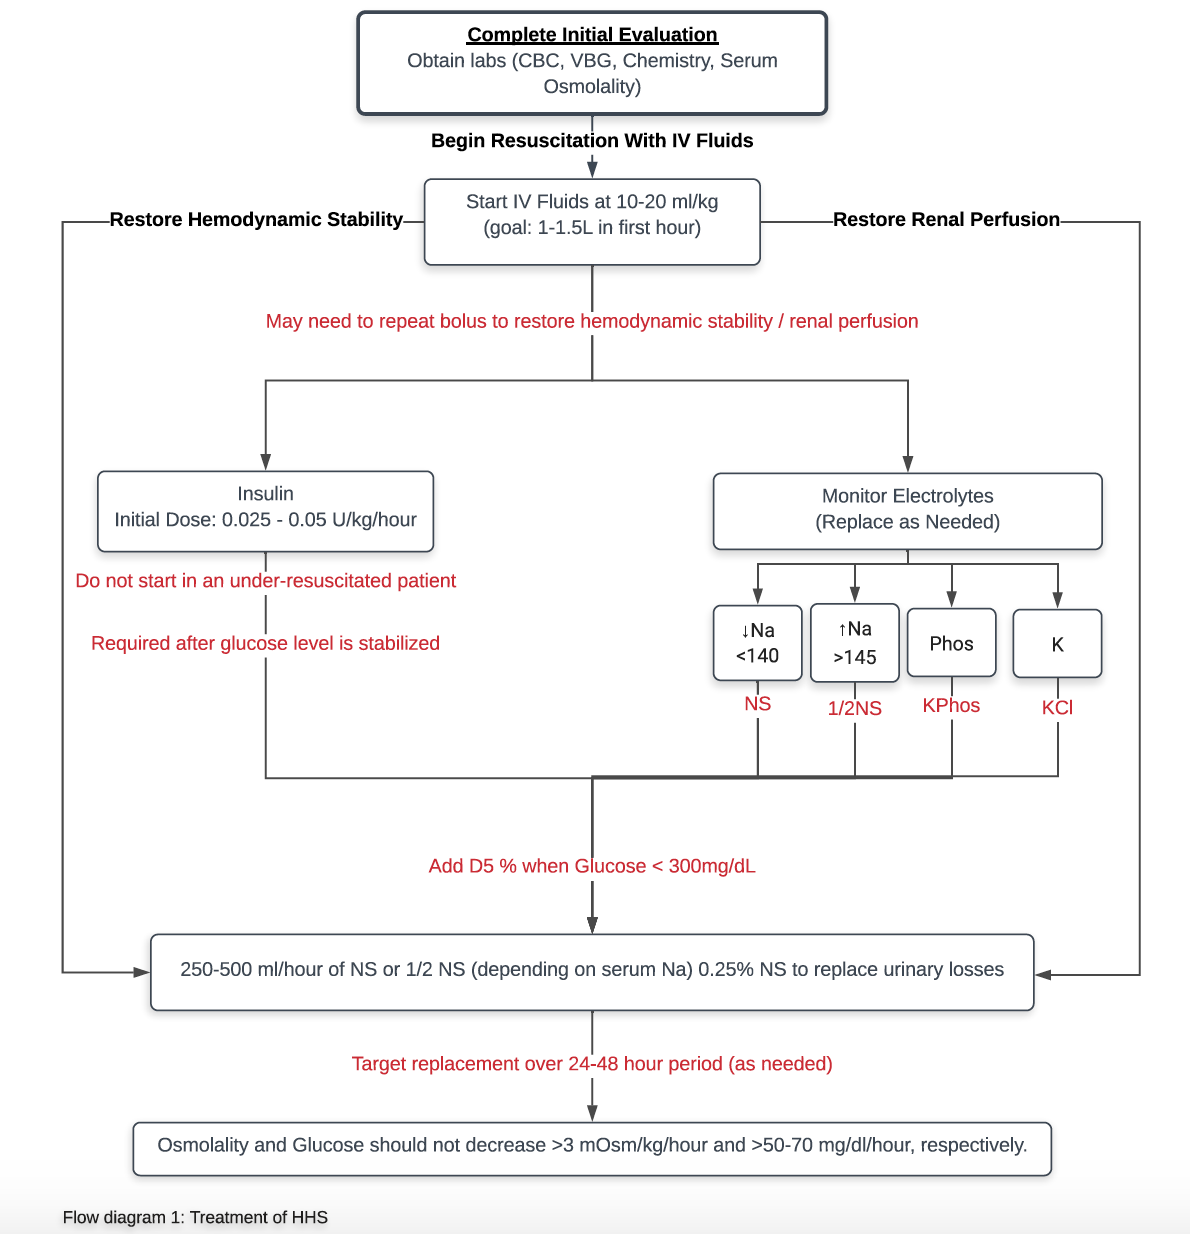 Complete Initial Evaluation
Obtain labs (CBC, VBG, Chemistry, Serum
Osmolality)
Begin Resuscitation With IV Fluids
Start IV Fluids at 10-20 ml/kg
(goal: 1-1.5L in first hour)
Restore Hemodynamic Stability
Restore Renal Perfusion
May need to repeat bolus to restore hemodynamic stability / renal perfusion
Insulin
Initial Dose: 0.025 - 0.05 U/kg/hour
Do not start in an under-resuscitated patient
Required after glucose level is stabilized
Monitor Electrolytes
(Replace as Needed)
↓Na
<140
NS
↑Na
>145
1/2NS
Phos
KPhos
K
KCl
Add D5 % when Glucose < 300mg/dL
250-500 ml/hour of NS or 1/2 NS (depending on serum Na) 0.25% NS to replace urinary losses
Target replacement over 24-48 hour period (as needed)
Osmolality and Glucose should not decrease >3 mOsm/kg/hour and >50-70 mg/dl/hour, respectively.
Flow diagram 1: Treatment of HHS